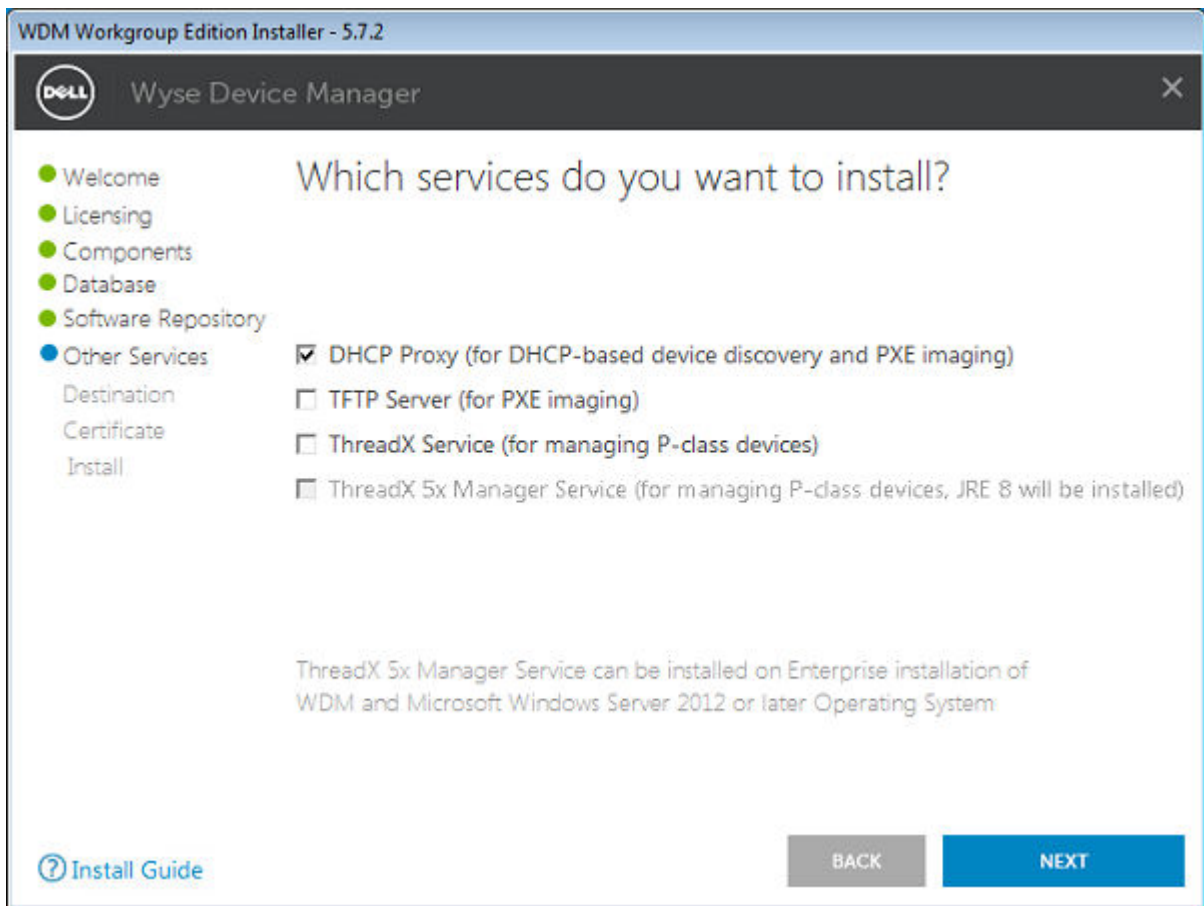 WDM Workgroup Edition Installer - 5.7.2
DELL
Wyse Device Manager
Welcome
Licensing
Components
Database
Software Repository
Other Services
Destination
Certificate
Install
Which services do you want to install?
DHCP Proxy (for DHCP-based device discovery and PXE imaging)
TFTP Server (for PXE imaging)
ThreadX Service (for managing P-class devices)
ThreadX 5x Manager Service (for managing P-class devices, JRE 8 will be installed)
ThreadX 5x Manager Service can be installed on Enterprise installation of
WDM and Microsoft Windows Server 2012 or later Operating System
? Install Guide
BACK
NEXT